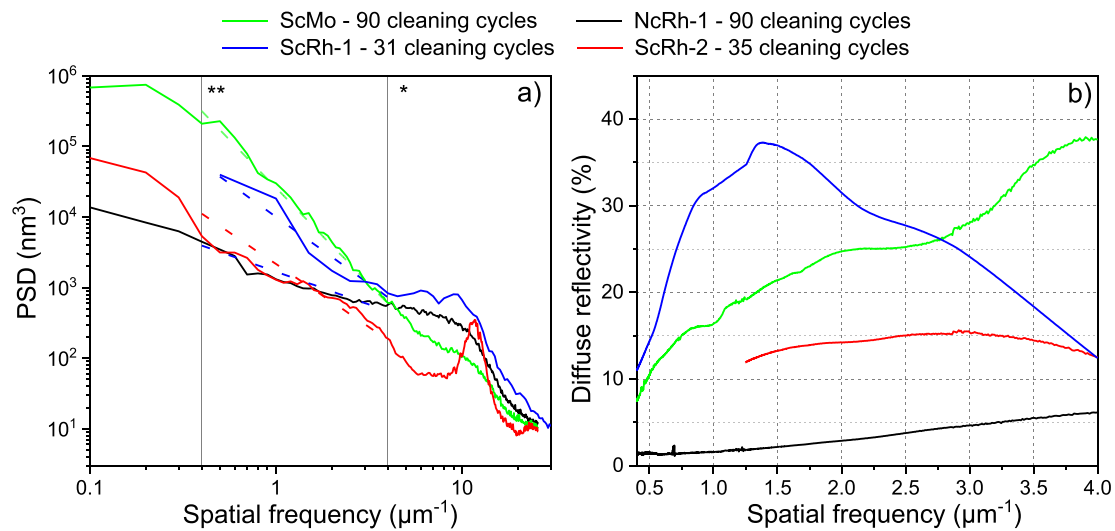 ScMo - 90 cleaning cycles
NcRh-1 - 90 cleaning cycles
ScRh-1 - 31 cleaning cycles
ScRh-2 - 35 cleaning cycles
a)
**
*
10⁶
10⁵
10⁴
10³
10²
10¹
PSD (nm³)
0.1
1
10
Spatial frequency (µm⁻¹)
b)
40
30
20
10
0
Diffuse reflectivity (%)
0.5
1.0
1.5
2.0
2.5
3.0
3.5
4.0
Spatial frequency (µm⁻¹)